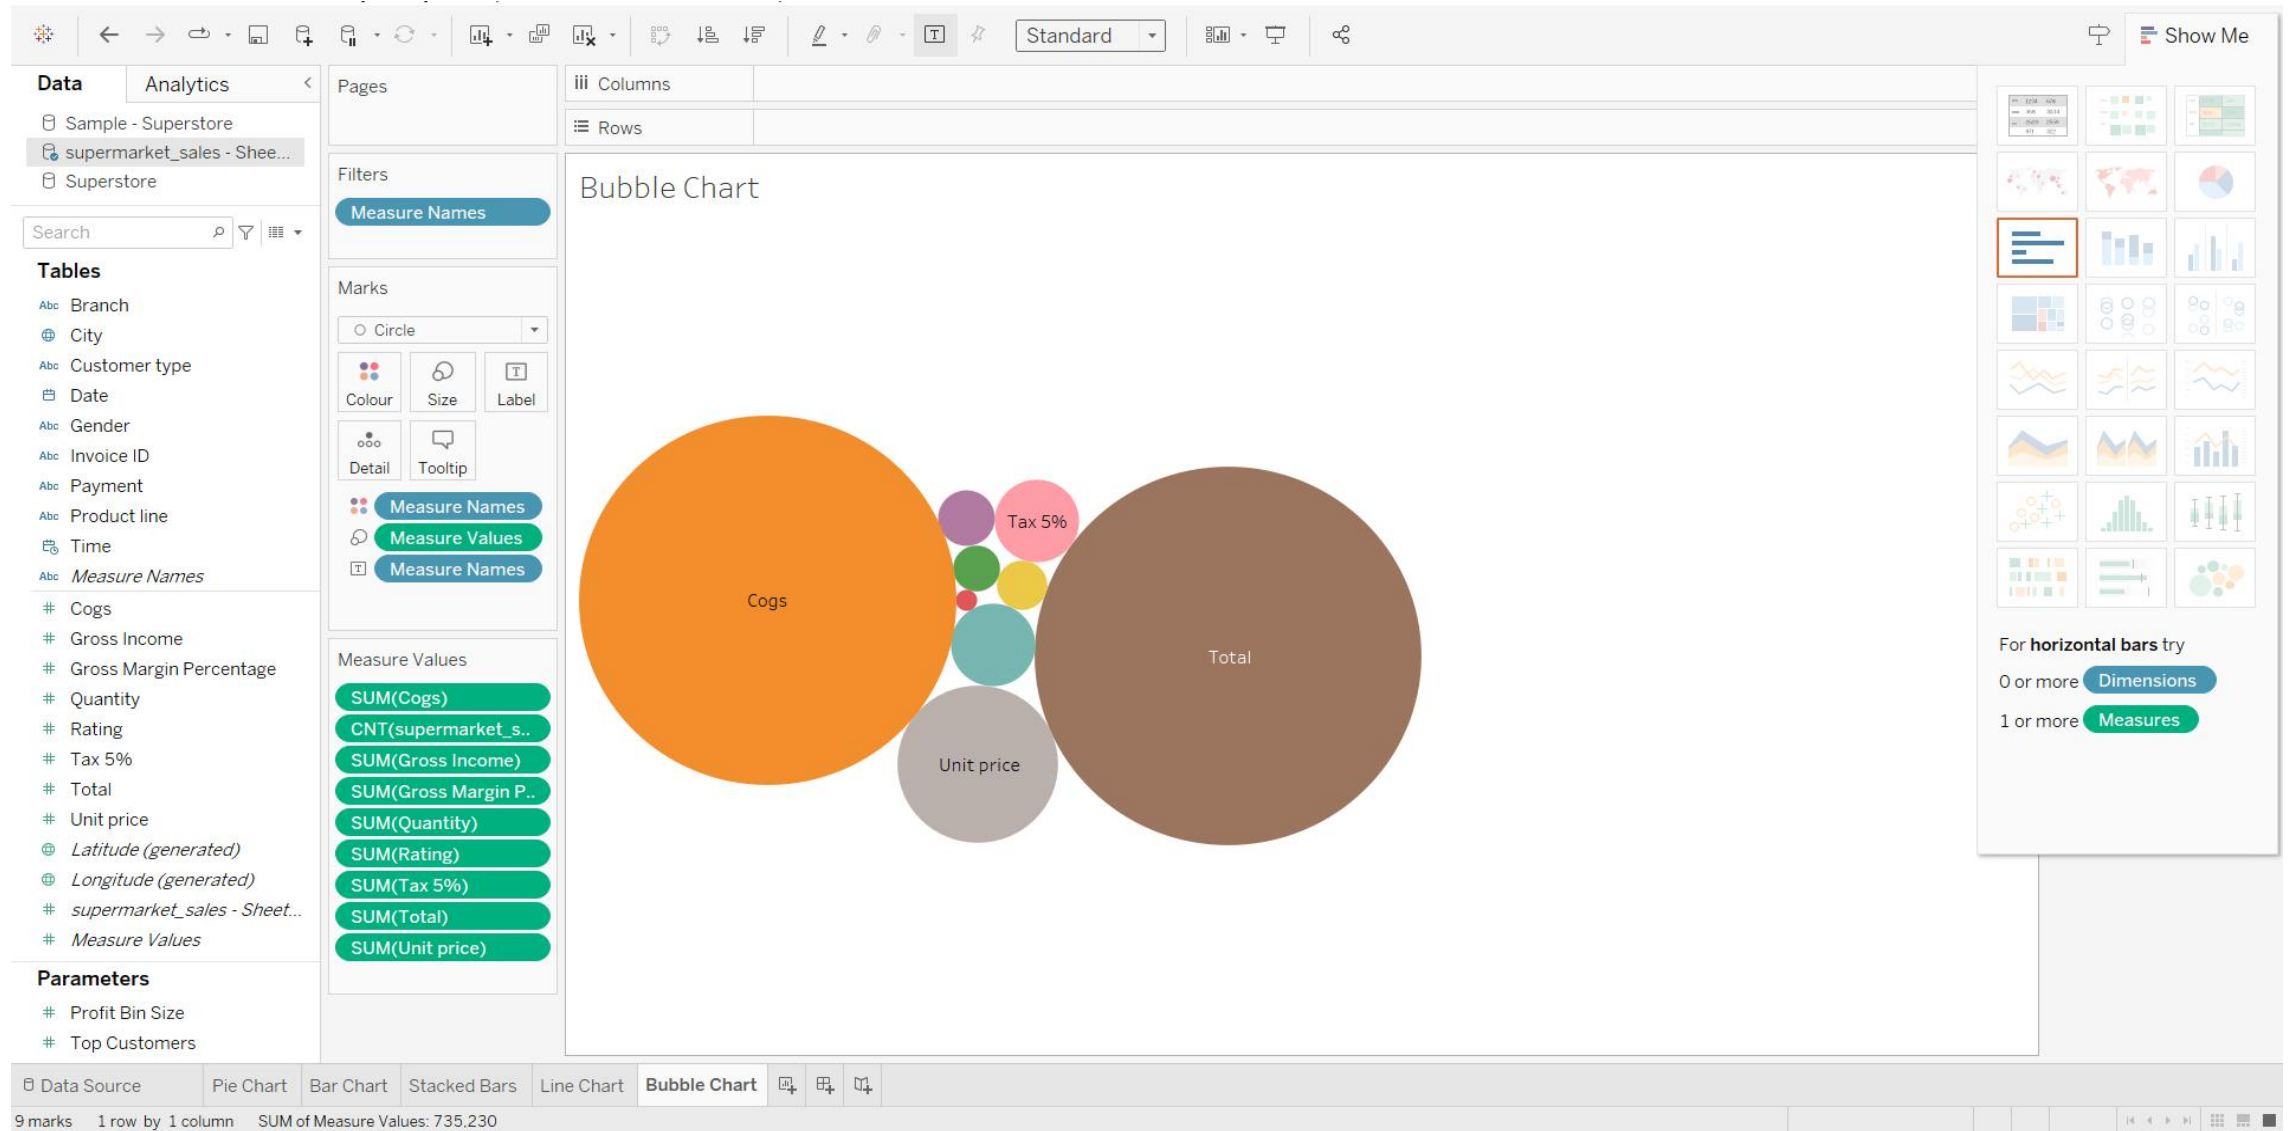 Standard
Show Me
Data
Analytics
Sample - Superstore
supermarket_sales - Shee...
Superstore
Search
Tables
Abc Branch
City
Abc Customer type
Date
Abc Gender
Abc Invoice ID
Abc Payment
Abc Product line
Time
Abc Measure Names
# Cogs
# Gross Income
# Gross Margin Percentage
# Quantity
# Rating
# Tax 5%
# Total
# Unit price
Latitude (generated)
Longitude (generated)
# supermarket_sales - Sheet...
# Measure Values
Parameters
# Profit Bin Size
# Top Customers
Pages
Filters
Measure Names
Marks
Circle
Colour Size Label
Detail Tooltip
Measure Names
Measure Values
Measure Names
Measure Values
SUM(Cogs)
CNT(supermarket_s..
SUM(Gross Income)
SUM(Gross Margin P..
SUM(Quantity)
SUM(Rating)
SUM(Tax 5%)
SUM(Total)
SUM(Unit price)
Columns
Rows
Bubble Chart
Tax 5%
Cogs
Total
Unit price
For horizontal bars try
0 or more Dimensions
1 or more Measures
Data Source Pie Chart Bar Chart Stacked Bars Line Chart Bubble Chart
9 marks 1 row by 1 column SUM of Measure Values: 735,230